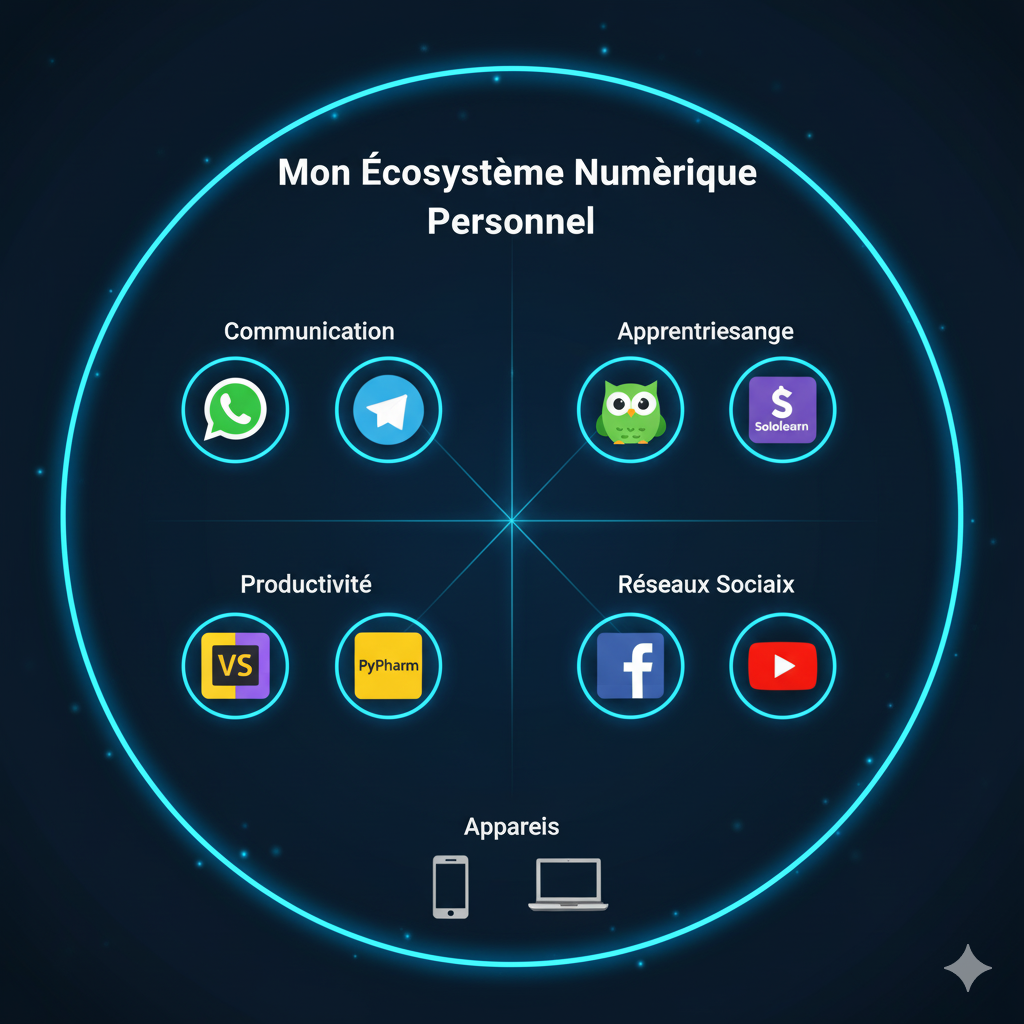 Mon Écosystème Numèrique
Personnel
Communication
Apprentriesange
S
Sololearn
Productivité
Réseaux Sociaix
VS
PyPharm
f
Appareis